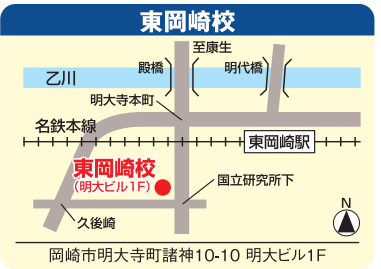 東岡崎校
至康生
殿橋
明代橋
乙川
明大寺本町
名鉄本線
東岡崎駅
東岡崎校
(明大ビル1F)
国立研究所下
久後崎
N
岡崎市明大寺町諸神10-10 明大ビル1F